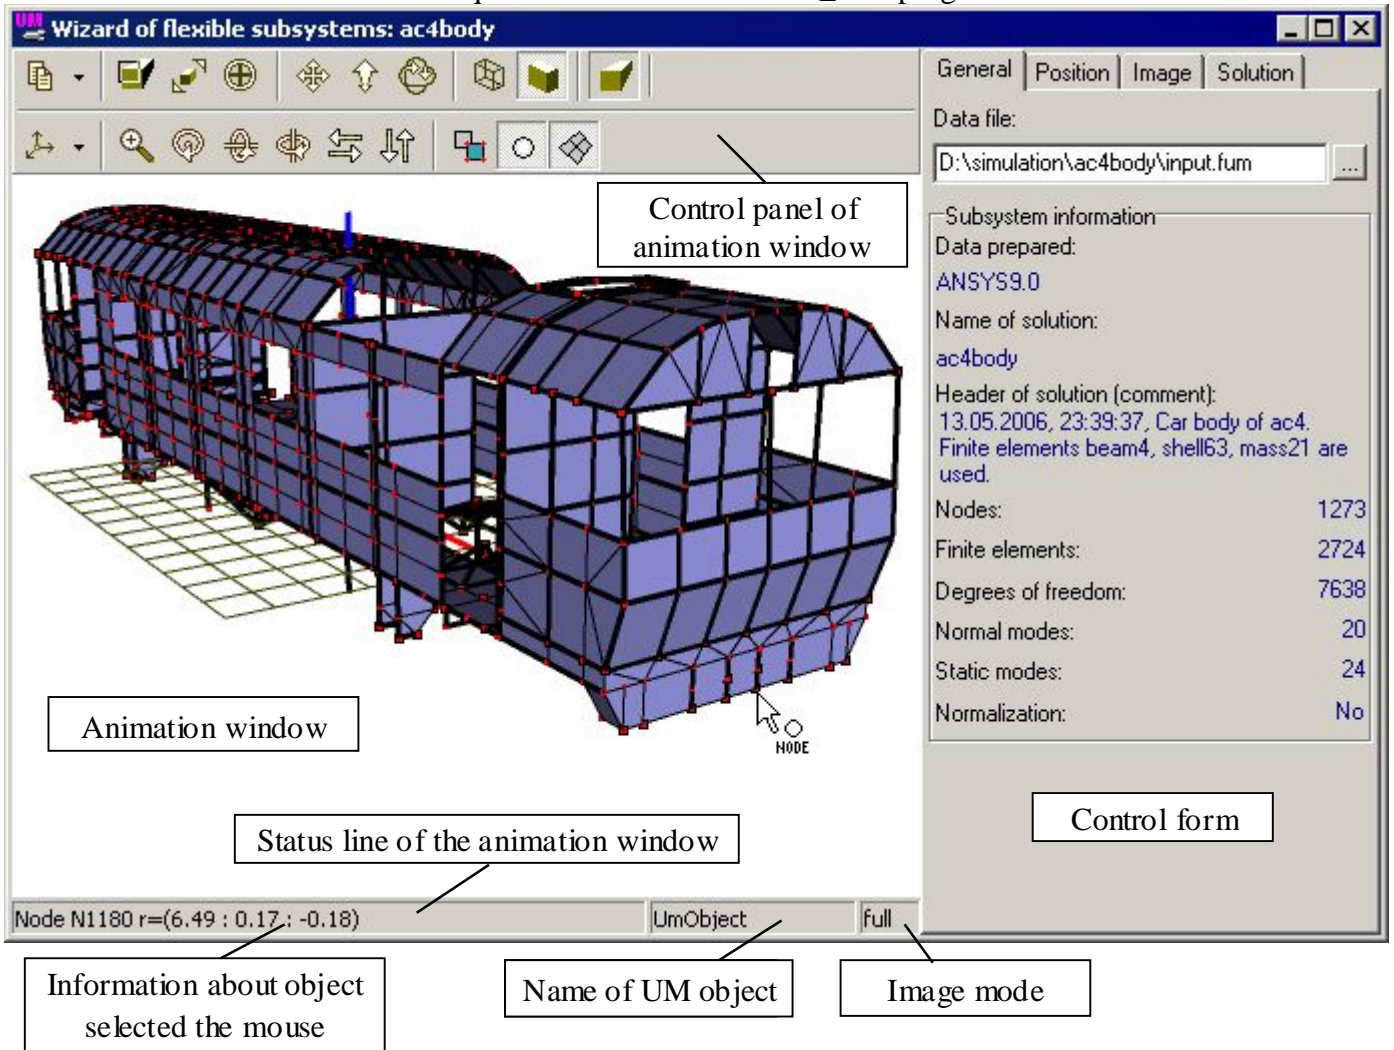 UM
Wizard of flexible subsystems: ac4body
General Position Image Solution
Data file:
D:\simulation\ac4body\input.fum ...
Control panel of
animation window
Subsystem information
Data prepared:
ANSYS9.0
Name of solution:
ac4body
Header of solution (comment):
13.05.2006, 23:39:37, Car body of ac4.
Finite elements beam4, shell63, mass21 are
used.
Nodes: 1273
Finite elements: 2724
Degrees of freedom: 7638
Normal modes: 20
Static modes: 24
Normalization: No
NODE
Animation window
Control form
Status line of the animation window
Node N1180 r=(6.49 : 0.17 : -0.18)
UmObject
full
Information about object
selected the mouse
Name of UM object
Image mode